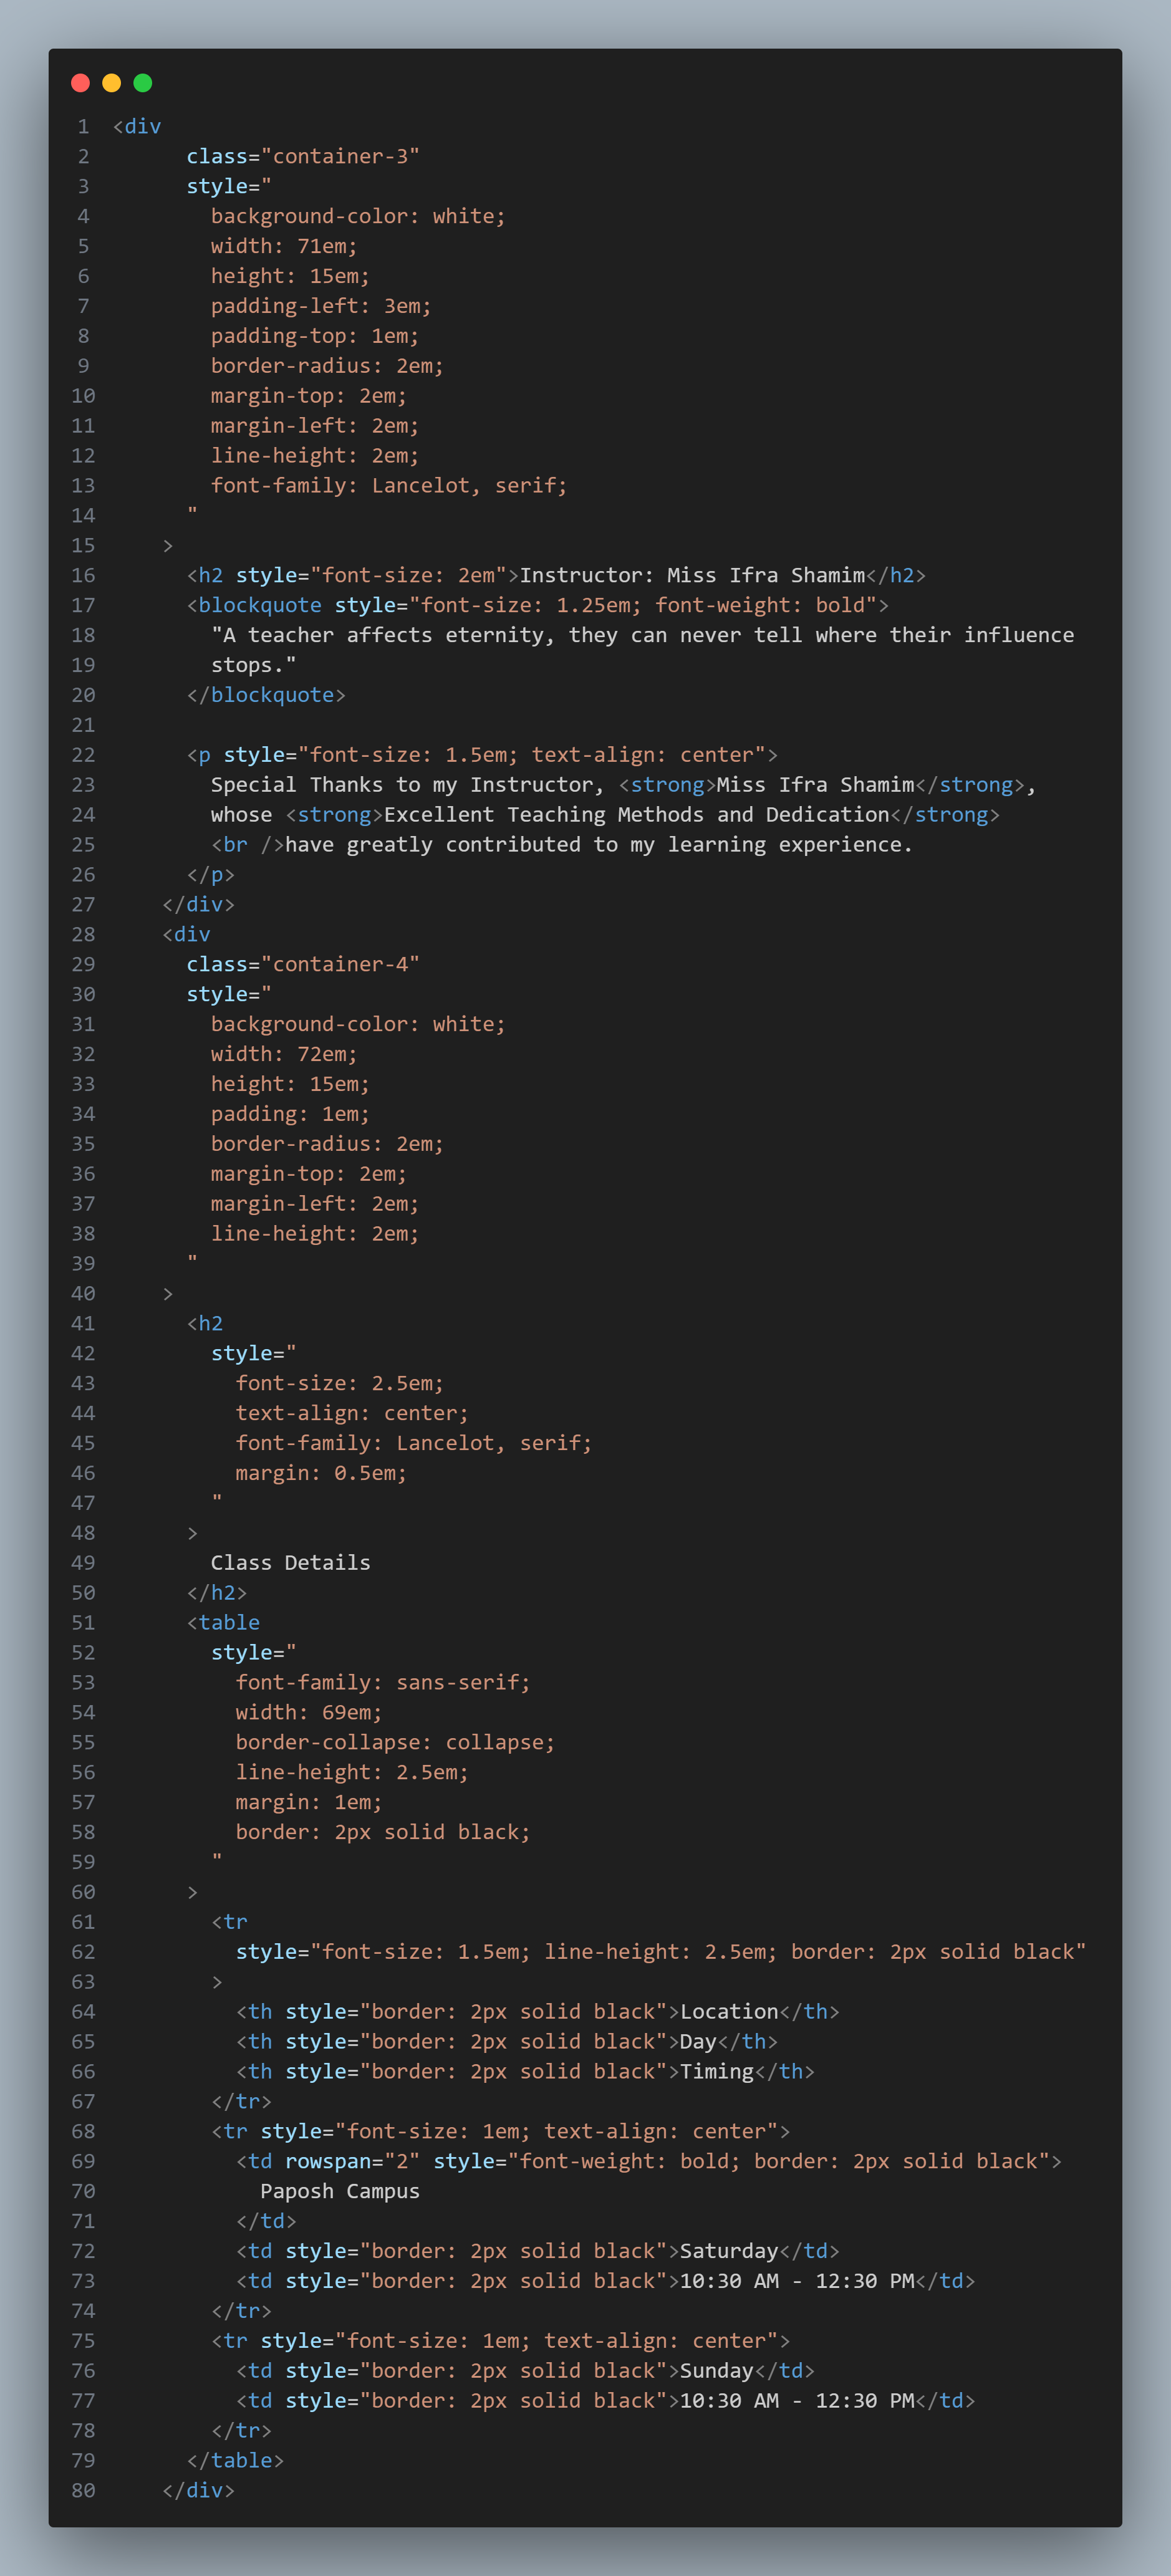 1 <div
2       class="container-3"
3       style="
4         background-color: white;
5         width: 71em;
6         height: 15em;
7         padding-left: 3em;
8         padding-top: 1em;
9         border-radius: 2em;
10         margin-top: 2em;
11         margin-left: 2em;
12         line-height: 2em;
13         font-family: Lancelot, serif;
14       "
15     >
16       <h2 style="font-size: 2em">Instructor: Miss Ifra Shamim</h2>
17       <blockquote style="font-size: 1.25em; font-weight: bold">
18         "A teacher affects eternity, they can never tell where their influence
19         stops."
20       </blockquote>
21
22       <p style="font-size: 1.5em; text-align: center">
23         Special Thanks to my Instructor, <strong>Miss Ifra Shamim</strong>,
24         whose <strong>Excellent Teaching Methods and Dedication</strong>
25         <br />have greatly contributed to my learning experience.
26       </p>
27     </div>
28     <div
29       class="container-4"
30       style="
31         background-color: white;
32         width: 72em;
33         height: 15em;
34         padding: 1em;
35         border-radius: 2em;
36         margin-top: 2em;
37         margin-left: 2em;
38         line-height: 2em;
39       "
40     >
41       <h2
42         style="
43           font-size: 2.5em;
44           text-align: center;
45           font-family: Lancelot, serif;
46           margin: 0.5em;
47         "
48       >
49         Class Details
50       </h2>
51       <table
52         style="
53           font-family: sans-serif;
54           width: 69em;
55           border-collapse: collapse;
56           line-height: 2.5em;
57           margin: 1em;
58           border: 2px solid black;
59         "
60       >
61         <tr
62           style="font-size: 1.5em; line-height: 2.5em; border: 2px solid black"
63         >
64           <th style="border: 2px solid black">Location</th>
65           <th style="border: 2px solid black">Day</th>
66           <th style="border: 2px solid black">Timing</th>
67         </tr>
68         <tr style="font-size: 1em; text-align: center">
69           <td rowspan="2" style="font-weight: bold; border: 2px solid black">
70             Paposh Campus
71           </td>
72           <td style="border: 2px solid black">Saturday</td>
73           <td style="border: 2px solid black">10:30 AM - 12:30 PM</td>
74         </tr>
75         <tr style="font-size: 1em; text-align: center">
76           <td style="border: 2px solid black">Sunday</td>
77           <td style="border: 2px solid black">10:30 AM - 12:30 PM</td>
78         </tr>
79       </table>
80     </div>